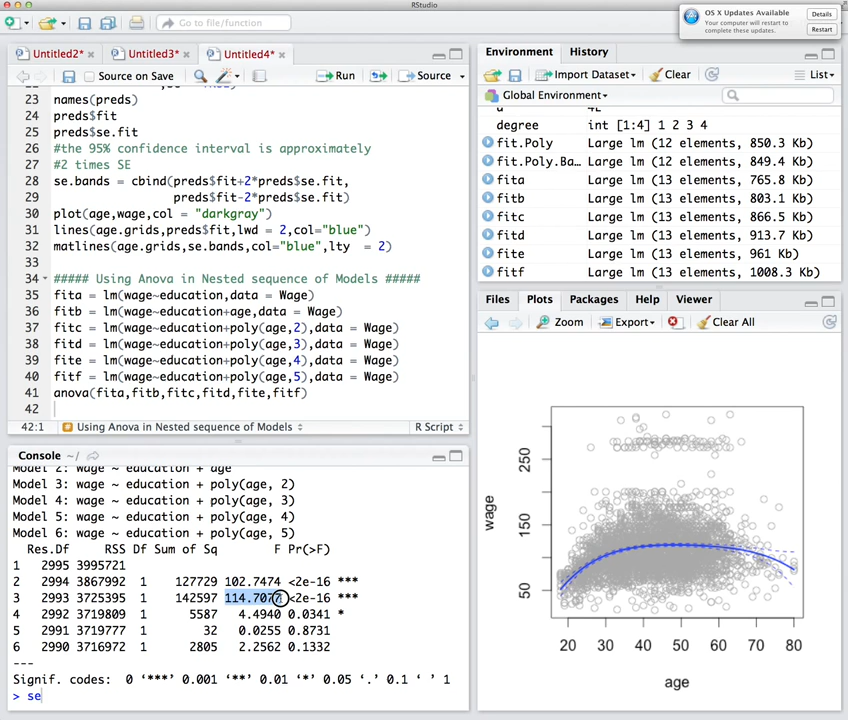 RStudio
Go to file/function
OS X Updates Available
Your computer will restart to complete these updates.
Details
Restart
Untitled2* × Untitled3* × Untitled4* ×
Source on Save Run Source
23 names(preds)
24 preds$fit
25 preds$se.fit
26 #the 95% confidence interval is approximately
27 #2 times SE
28 se.bands = cbind(preds$fit+2*preds$se.fit,
29 preds$fit-2*preds$se.fit)
30 plot(age,wage,col = "darkgray")
31 lines(age.grids,preds$fit,lwd = 2,col="blue")
32 matlines(age.grids,se.bands,col="blue",lty = 2)
33
34 ##### Using Anova in Nested sequence of Models #####
35 fita = lm(wage~education,data = Wage)
36 fitb = lm(wage~education+age,data = Wage)
37 fitc = lm(wage~education+poly(age,2),data = Wage)
38 fitd = lm(wage~education+poly(age,3),data = Wage)
39 fite = lm(wage~education+poly(age,4),data = Wage)
40 fitf = lm(wage~education+poly(age,5),data = Wage)
41 anova(fita,fitb,fitc,fitd,fite,fitf)
42
42:1 Using Anova in Nested sequence of Models R Script
Console ~/
Model 2: wage ~ education + age
Model 3: wage ~ education + poly(age, 2)
Model 4: wage ~ education + poly(age, 3)
Model 5: wage ~ education + poly(age, 4)
Model 6: wage ~ education + poly(age, 5)
Res.Df RSS Df Sum of Sq F Pr(>F)
1 2995 3995721
2 2994 3867992 1 127729 102.7474 <2e-16 ***
3 2993 3725395 1 142597 114.7077 <2e-16 ***
4 2992 3719809 1 5587 4.4940 0.0341 *
5 2991 3719777 1 32 0.0255 0.8731
6 2990 3716972 1 2805 2.2562 0.1332
---
Signif. codes: 0 ‘***’ 0.001 ‘**’ 0.01 ‘*’ 0.05 ‘.’ 0.1 ‘ ’ 1
> se
Environment History
Import Dataset Clear List
Global Environment
degree int [1:4] 1 2 3 4
fit.Poly Large lm (12 elements, 850.3 Kb)
fit.Poly.Ba… Large lm (12 elements, 849.4 Kb)
fita Large lm (13 elements, 765.8 Kb)
fitb Large lm (13 elements, 803.1 Kb)
fitc Large lm (13 elements, 866.5 Kb)
fitd Large lm (13 elements, 913.7 Kb)
fite Large lm (13 elements, 961 Kb)
fitf Large lm (13 elements, 1008.3 Kb)
Files Plots Packages Help Viewer
Zoom Export Clear All
250
150
50
wage
20 30 40 50 60 70 80
age